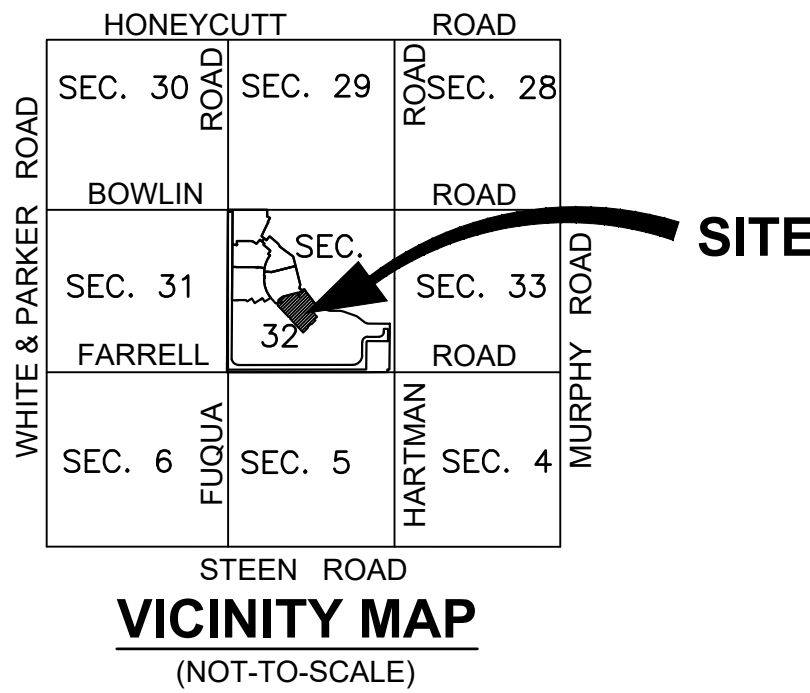 HONEYCUTT ROAD
SEC. 30
ROAD
SEC. 29
ROAD
SEC. 28
WHITE & PARKER ROAD
BOWLIN ROAD
SITE
SEC.
32
SEC. 31
SEC. 33
MURPHY ROAD
FARRELL ROAD
SEC. 6
FUQUA
SEC. 5
HARTMAN
SEC. 4
STEEN ROAD
VICINITY MAP
(NOT-TO-SCALE)